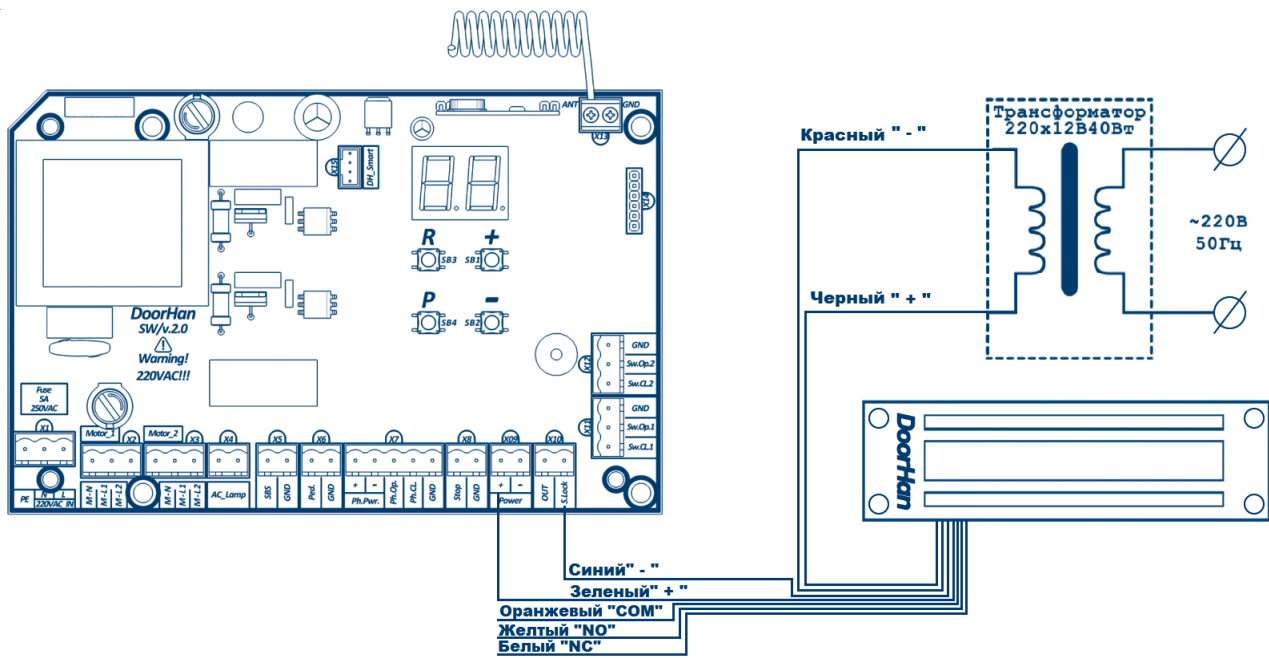 ANT
GND
X13
X15
DH_Smart
X14
R
+
SB3
SB1
P
-
SB4
SB2
DoorHan
SW/v.2.0
Warning!
220VAC!!!
Fuse
5A
250VAC
X12
GND
Sw.Op.2
Sw.CL.2
X11
GND
Sw.Op.1
Sw.CL.1
X1
Motor_1
X2
Motor_2
X3
X4
X5
X6
X7
X8
X09
X10
PE
N
L
220VAC IN
M-N
M-L1
M-L2
M-N
M-L1
M-L2
AC_Lamp
SBS
GND
Ped.
GND
+ -
Ph.Pwr.
Ph.Op.
Ph.CL.
GND
Stop
GND
+ -
Power
OUT
S.Lock
Красный " - "
Черный " + "
Трансформатор
220х12В40Вт
~220В
50Гц
DoorHan
Синий" - "
Зеленый" + "
Оранжевый "COM"
Желтый "NO"
Белый "NC"